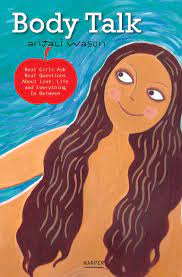 Body Talk
anjali wason
Real Girls Ask
Real Questions
About Love, Life
and Everything
In Between
HARPER